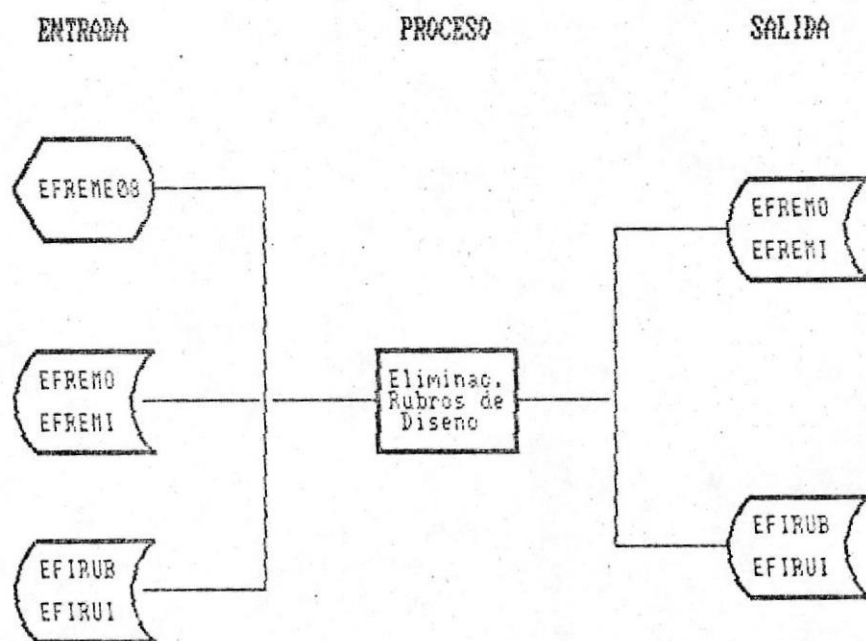 ENTRADA PROCESO SALIDA
EFREME08
EFREMO
EFREMI
EFREMO
EFREMI
Eliminac.
Rubros de
Diseno
EFIRUB
EFIRUI
EFIRUB
EFIRUI